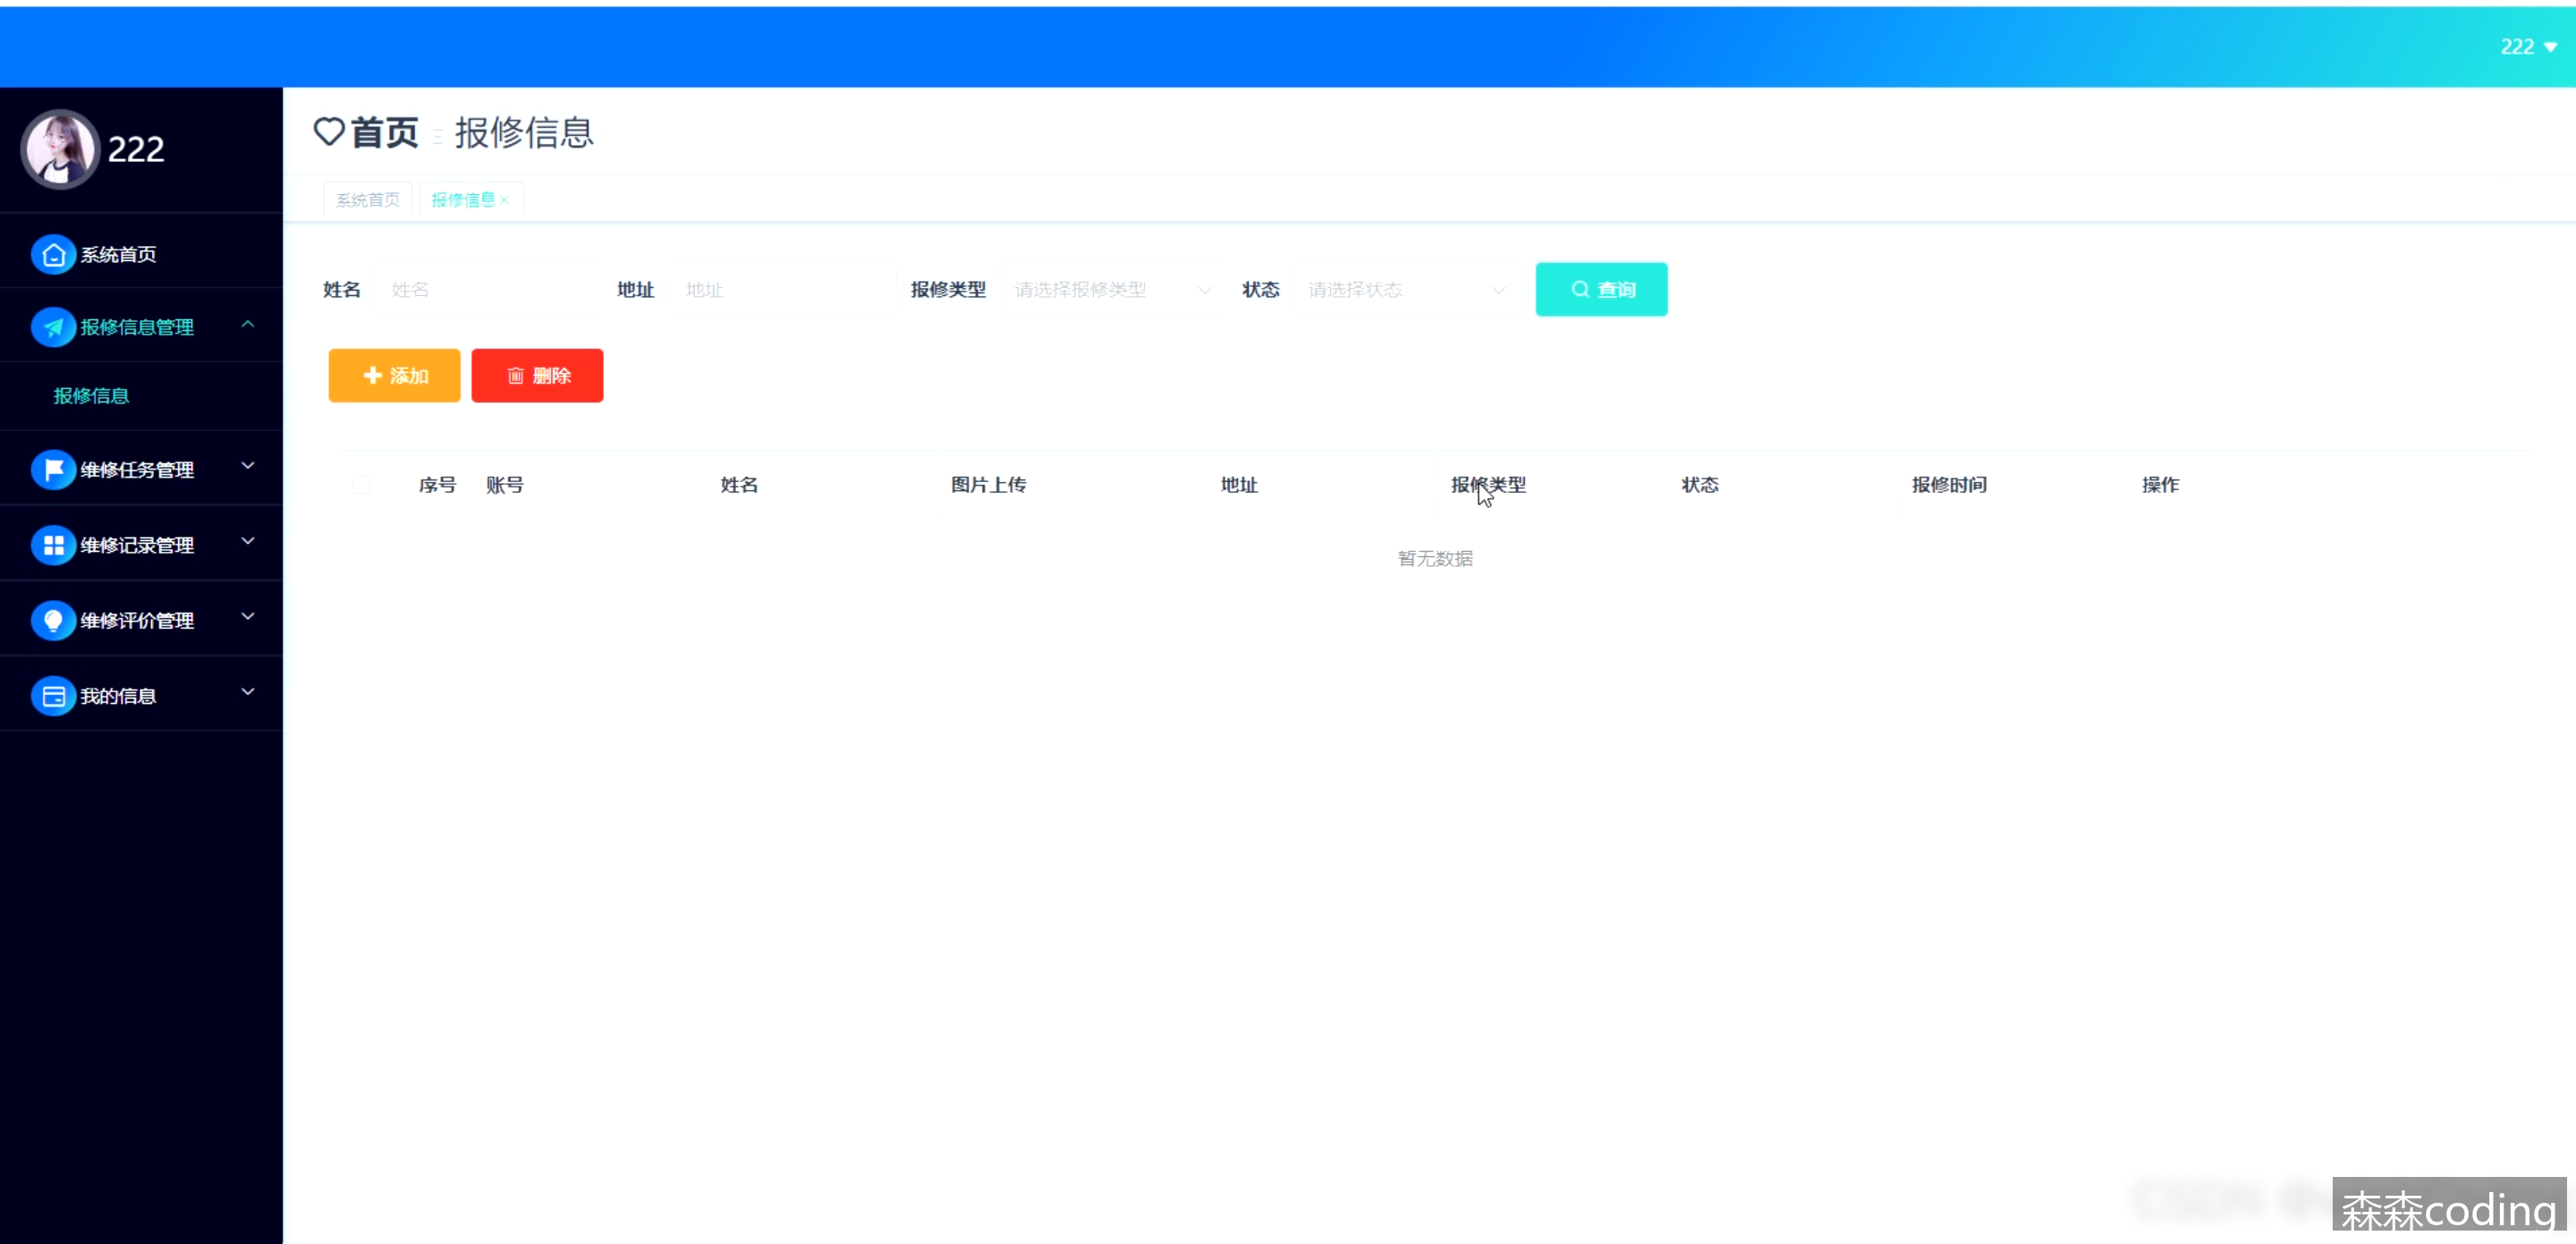 222
222
首页 报修信息
系统首页 报修信息
系统首页
报修信息管理
报修信息
维修任务管理
维修记录管理
维修评价管理
我的信息
姓名 姓名 地址 地址 报修类型 请选择报修类型 状态 请选择状态 查询
添加 删除
序号 账号 姓名 图片上传 地址 报修类型 状态 报修时间 操作
暂无数据
CSDN
森森coding